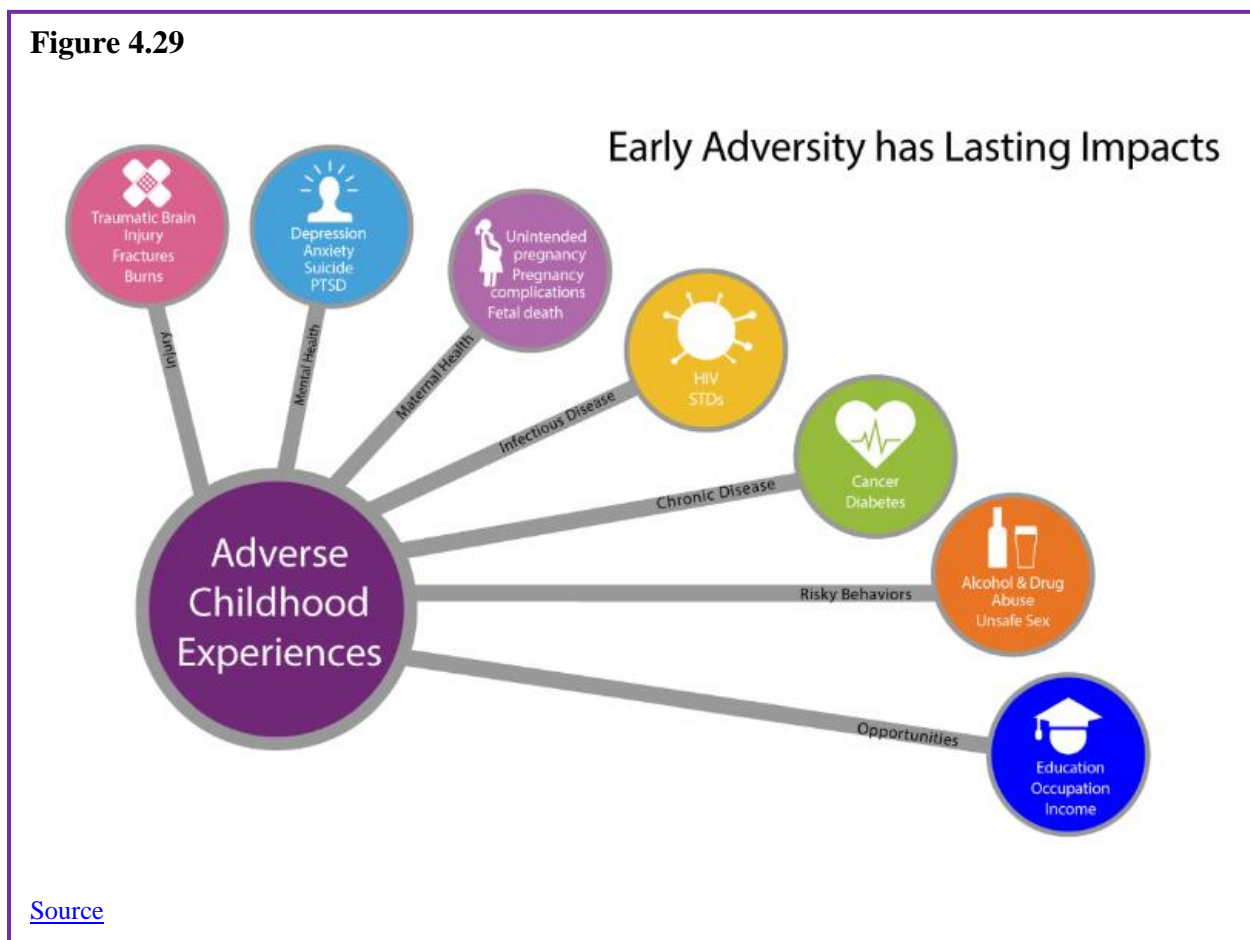 Figure 4.29
Early Adversity has Lasting Impacts
Traumatic Brain
Injury
Fractures
Burns
Injury
Depression
Anxiety
Suicide
PTSD
Mental Health
Unintended
pregnancy
Pregnancy
complications
Fetal death
Maternal Health
HIV
STDs
Infectious Disease
Cancer
Diabetes
Chronic Disease
Alcohol & Drug
Abuse
Unsafe Sex
Risky Behaviors
Education
Occupation
Income
Opportunities
Adverse
Childhood
Experiences
Source